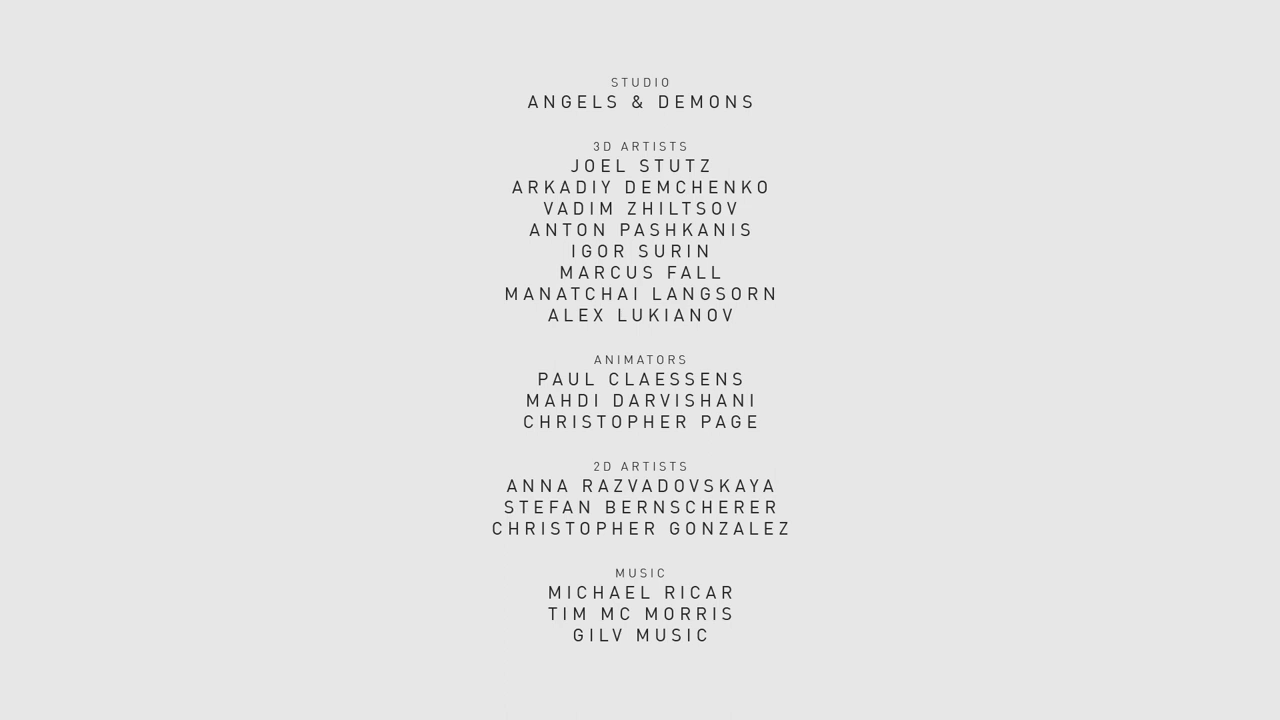 STUDIO
ANGELS & DEMONS
3D ARTISTS
JOEL STUTZ
ARKADIY DEMCHENKO
VADIM ZHILTSOV
ANTON PASHKANIS
IGOR SURIN
MARCUS FALL
MANATCHAI LANGSORN
ALEX LUKIANOV
ANIMATORS
PAUL CLAESSENS
MAHDI DARVISHANI
CHRISTOPHER PAGE
2D ARTISTS
ANNA RAZVADOVSKAYA
STEFAN BERNSCHERER
CHRISTOPHER GONZALEZ
MUSIC
MICHAEL RICAR
TIM MC MORRIS
GILV MUSIC